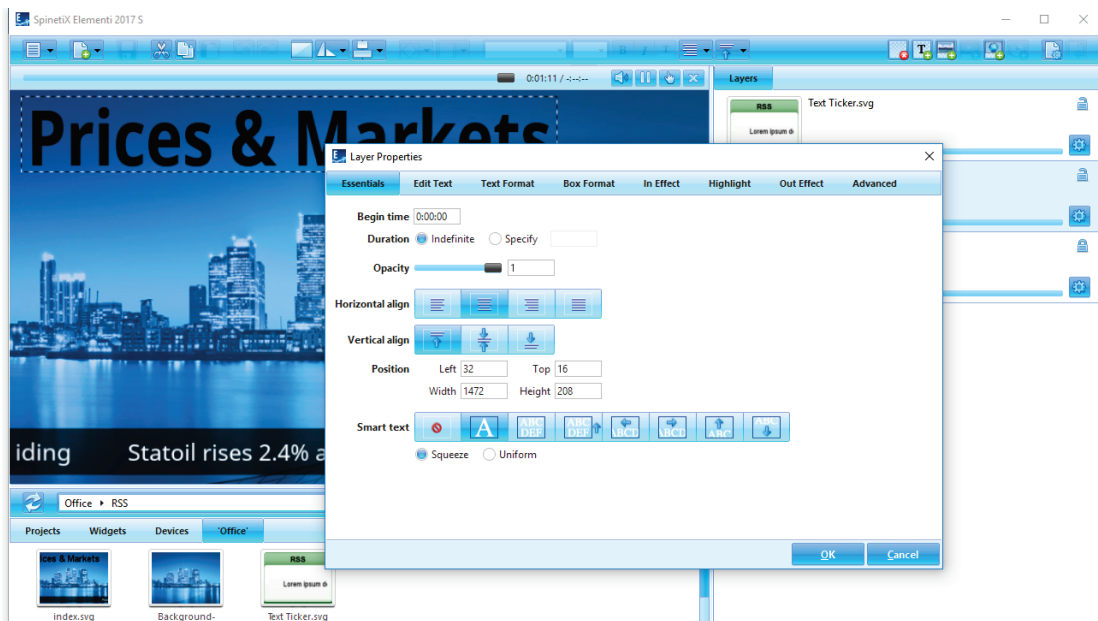 SpinetiX Elementi 2017 S
B I T
T
0:01:11 / -:--:--
Layers
RSS
Lorem ipsum d
Text Ticker.svg
Prices & Markets
Layer Properties
Essentials Edit Text Text Format Box Format In Effect Highlight Out Effect Advanced
Begin time 0:00:00
Duration Indefinite Specify
Opacity 1
Horizontal align
Vertical align
Position Left 32 Top 16
Width 1472 Height 208
Smart text A ABC DEF ABC DEF ABCD ABCD ABC ABC
Squeeze Uniform
OK Cancel
iding Statoil rises 2.4% a
Office RSS
Projects Widgets Devices 'Office'
ices & Markets
RSS
Lorem ipsum d
index.svg Background- Text Ticker.svg